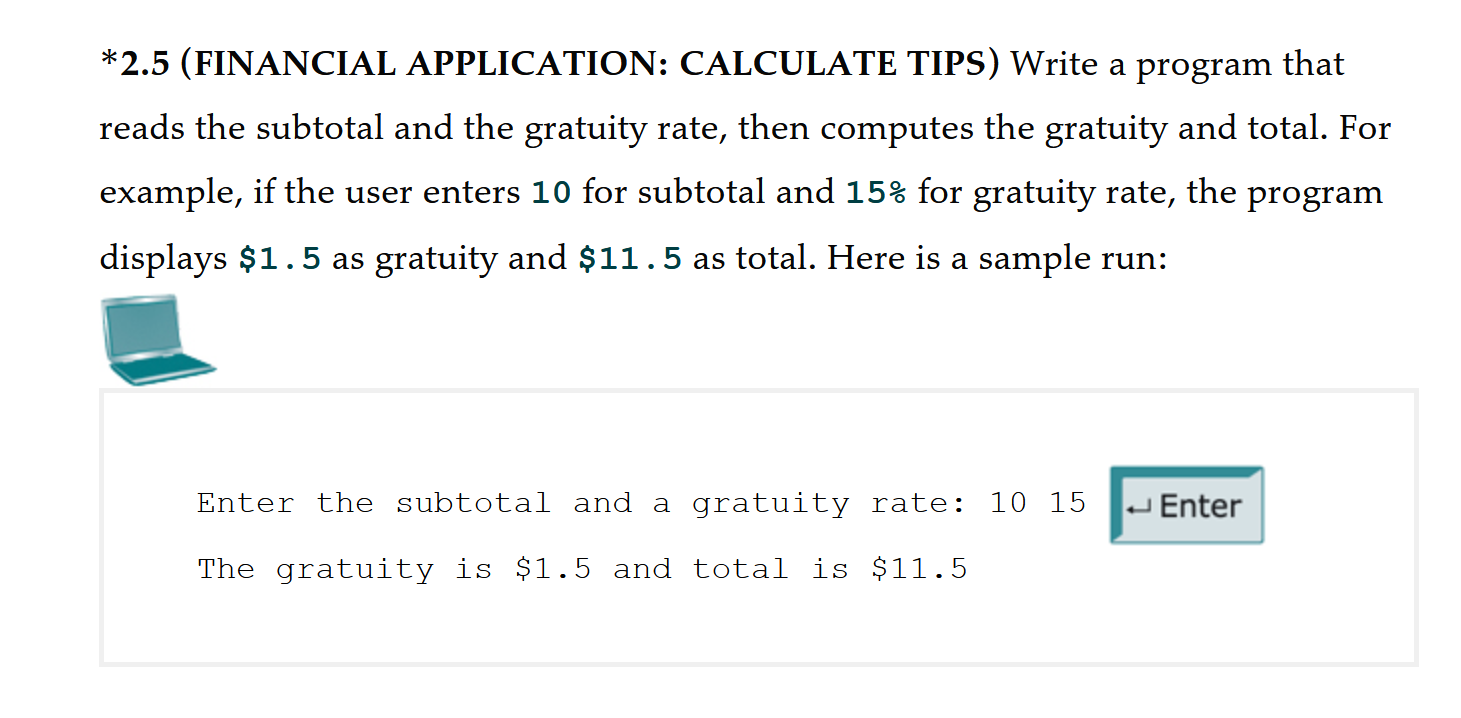 *2.5 (FINANCIAL APPLICATION: CALCULATE TIPS) Write a program that
reads the subtotal and the gratuity rate, then computes the gratuity and total. For
example, if the user enters 10 for subtotal and 15% for gratuity rate, the program
displays $1.5 as gratuity and $11.5 as total. Here is a sample run:
Enter the subtotal and a gratuity rate: 10 15 ↵ Enter
The gratuity is $1.5 and total is $11.5